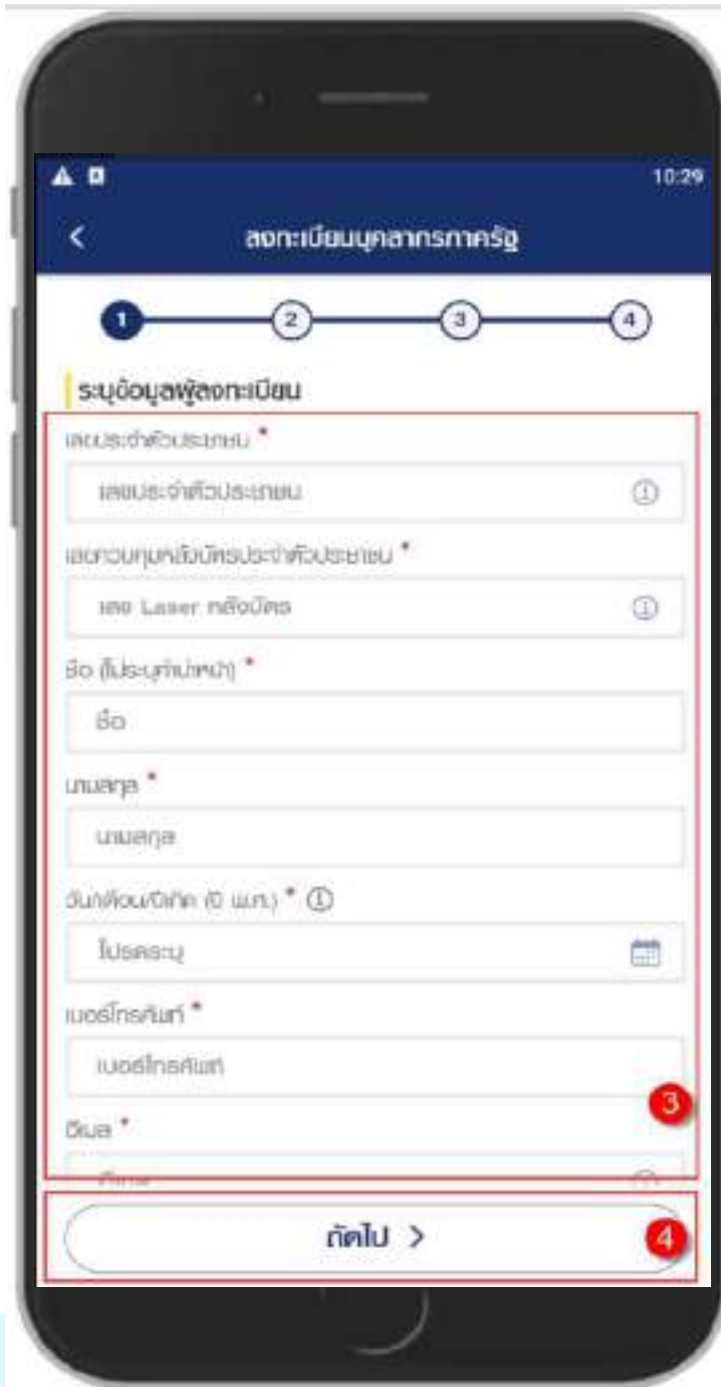 10:29
ลงทะเบียนบุคลากรภาครัฐ
1 2 3 4
ระบุข้อมูลผู้ลงทะเบียน
เลขประจำตัวประชาชน *
เลขประจำตัวประชาชน
เลขควบคุมหลังบัตรประจำตัวประชาชน *
เลข Laser หลังบัตร
ชื่อ (ไม่ระบุคำนำหน้า) *
ชื่อ
นามสกุล *
นามสกุล
วัน/เดือน/ปีเกิด (ปี พ.ศ.) *
โปรดระบุ
เบอร์โทรศัพท์ *
เบอร์โทรศัพท์
3
อีเมล *
อีเมล
ถัดไป >
4